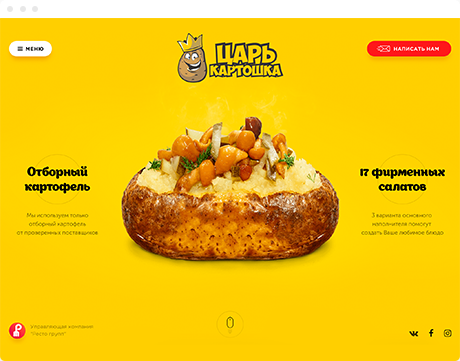 МЕНЮ
ЦАРЬ
КАРТОШКА
НАПИСАТЬ НАМ
Отборный
картофель
Мы используем только
отборный картофель
от проверенных поставщиков
17 фирменных
салатов
3 варианта основного
наполнителя помогут
создать Ваше любимое блюдо
Управляющая компания
"Ресто групп"